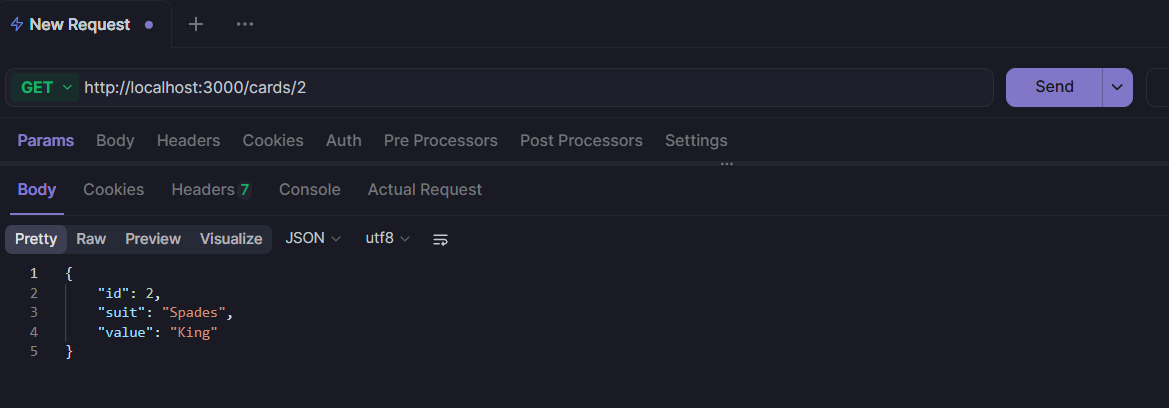 New Request
GET http://localhost:3000/cards/2 Send
Params Body Headers Cookies Auth Pre Processors Post Processors Settings
Body Cookies Headers 7 Console Actual Request
Pretty Raw Preview Visualize JSON utf8
1 {
2 "id": 2,
3 "suit": "Spades",
4 "value": "King"
5 }